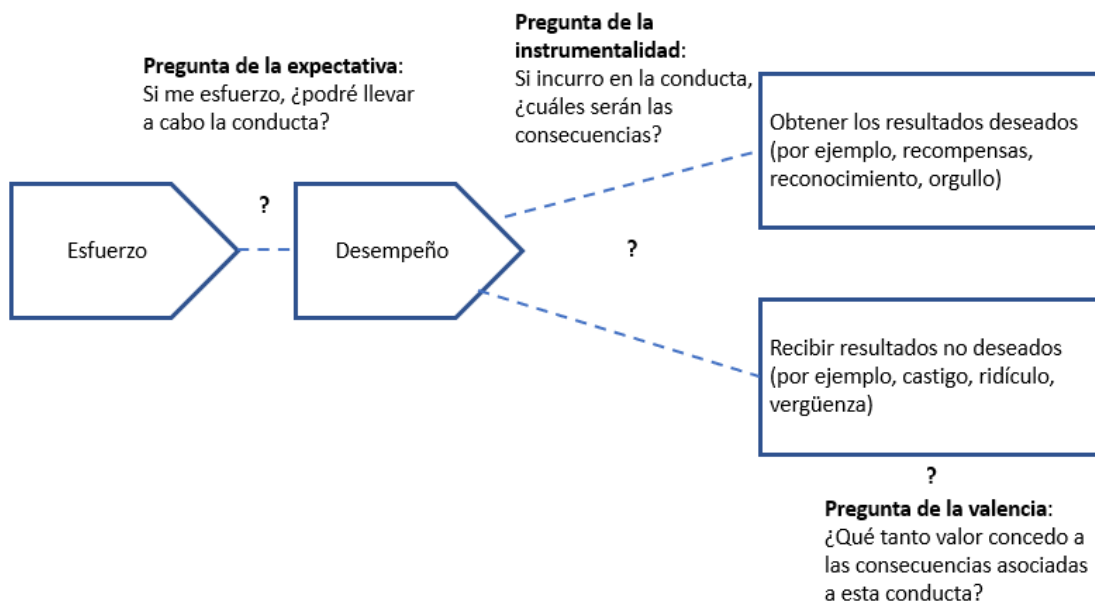 Pregunta de la expectativa:
Si me esfuerzo, ¿podré llevar
a cabo la conducta?
Pregunta de la
instrumentalidad:
Si incurro en la conducta,
¿cuáles serán las
consecuencias?
Esfuerzo
?
Desempeño
?
Obtener los resultados deseados
(por ejemplo, recompensas,
reconocimiento, orgullo)
Recibir resultados no deseados
(por ejemplo, castigo, ridículo,
vergüenza)
?
Pregunta de la valencia:
¿Qué tanto valor concedo a
las consecuencias asociadas
a esta conducta?